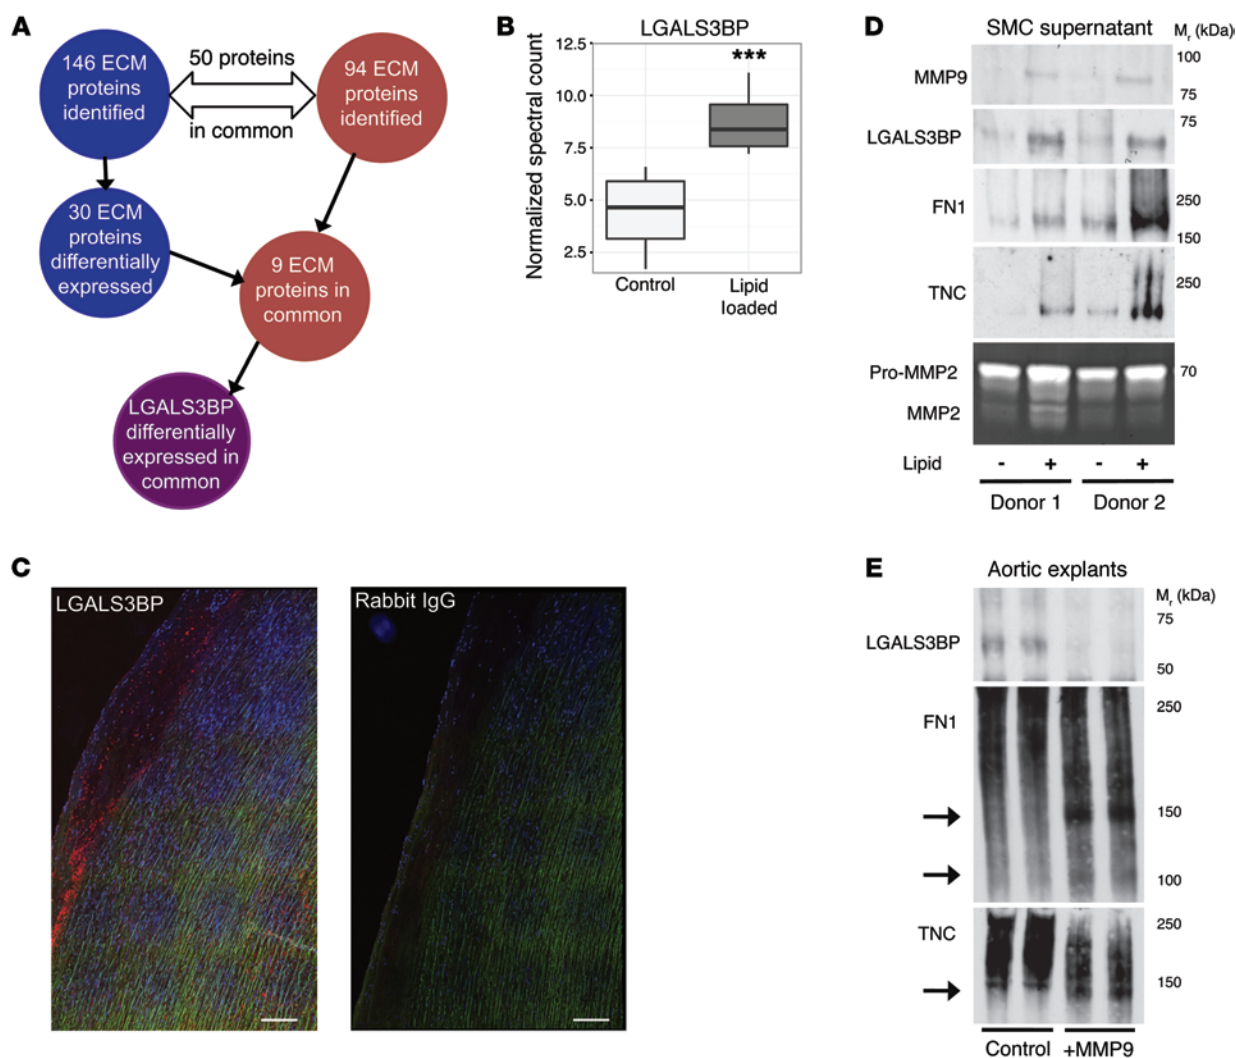 A
146 ECM
proteins
identified
50 proteins
in common
94 ECM
proteins
identified
30 ECM
proteins
differentially
expressed
9 ECM
proteins in
common
LGALS3BP
differentially
expressed in
common
B
LGALS3BP
Normalized spectral count
12.5
10.0
7.5
5.0
2.5
***
Control
Lipid
loaded
C
LGALS3BP
Rabbit IgG
D
SMC supernatant
Mr (kDa)
MMP9
100
75
LGALS3BP
75
FN1
250
150
TNC
250
Pro-MMP2
70
MMP2
Lipid - + - +
Donor 1 Donor 2
E
Aortic explants
Mr (kDa)
LGALS3BP
75
50
FN1
250
150
100
TNC
250
150
Control +MMP9